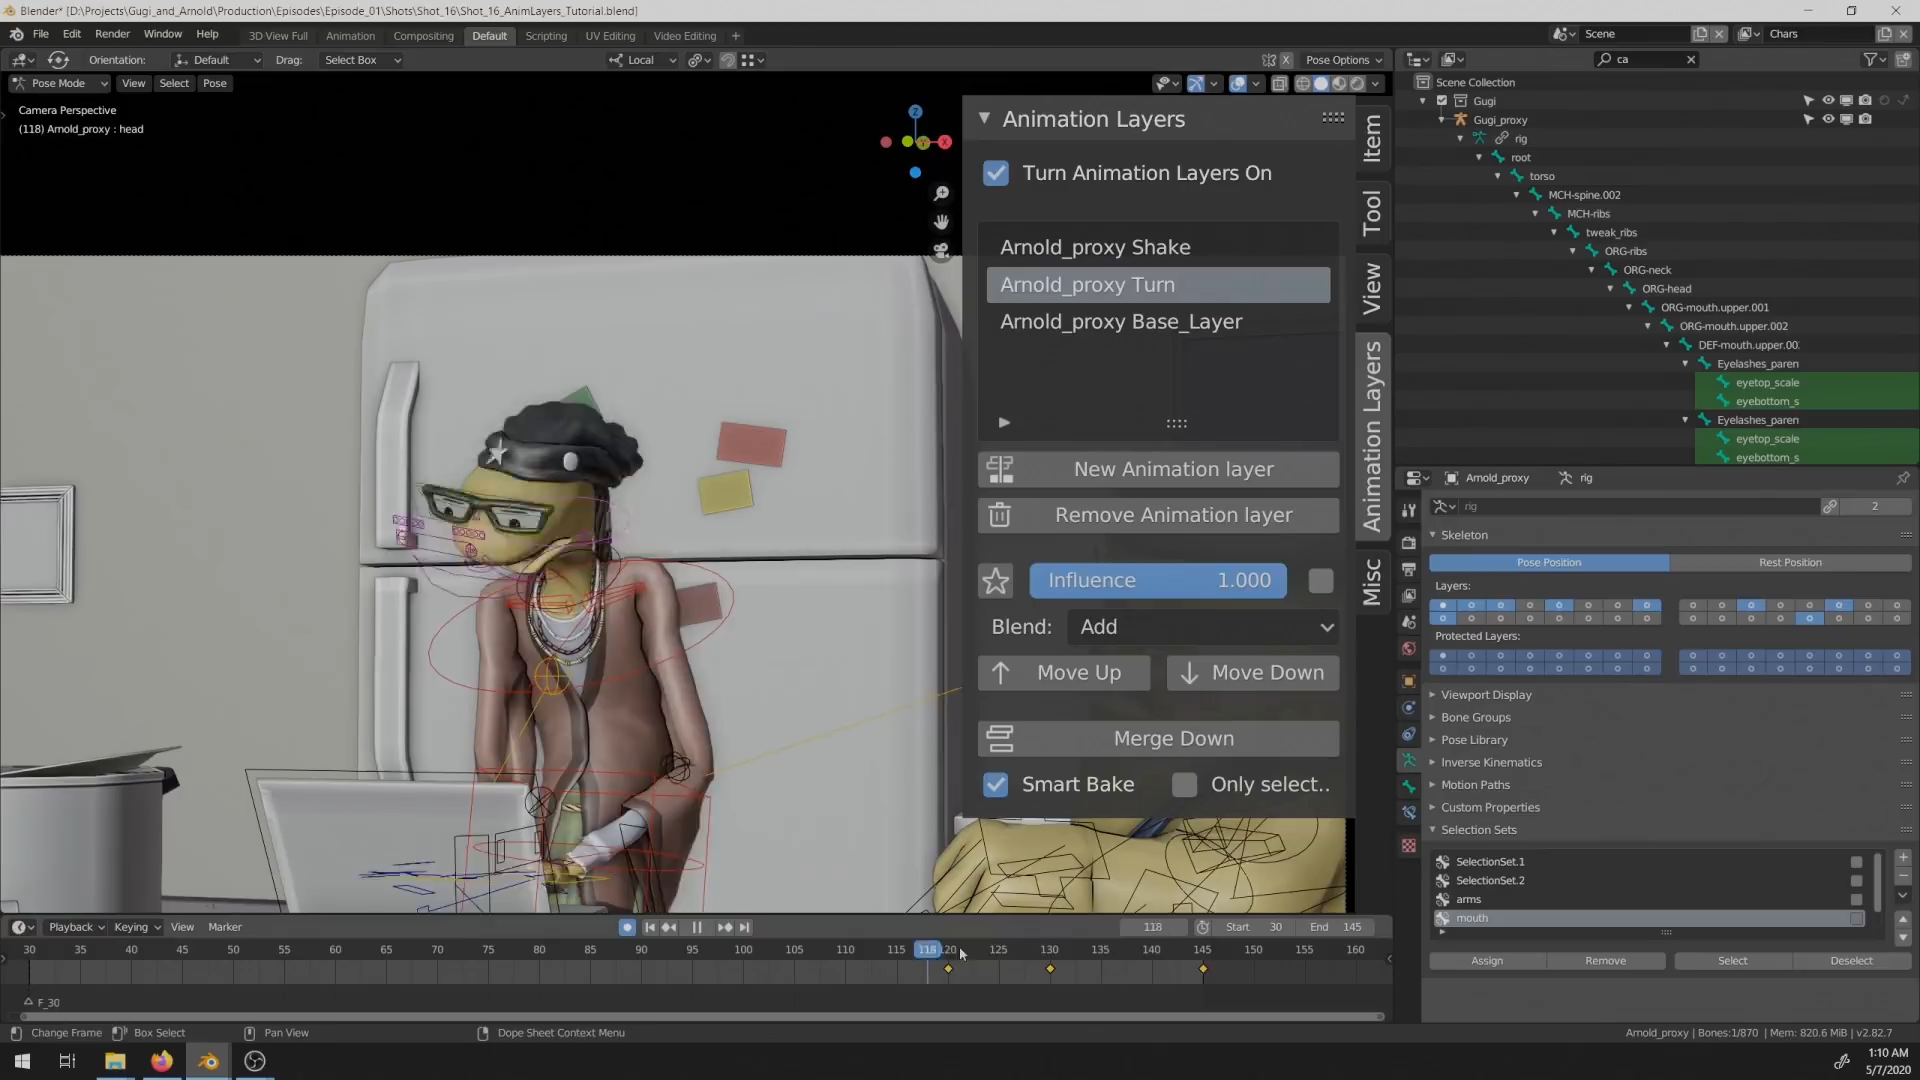 Blender* [D:\Projects\Gugi_and_Arnold\Production\Episodes\Episode_01\Shots\Shot_16\Shot_16_AnimLayers_Tutorial.blend]
File Edit Render Window Help 3D View Full Animation Compositing Default Scripting UV Editing Video Editing + Scene Chars
Orientation: Default Drag: Select Box Local X Pose Options ca
Pose Mode View Select Pose
Camera Perspective
(118) Arnold_proxy : head
Z
Y
X
Animation Layers
Turn Animation Layers On
Arnold_proxy Shake
Arnold_proxy Turn
Arnold_proxy Base_Layer
New Animation layer
Remove Animation layer
Influence 1.000
Blend: Add
Move Up Move Down
Merge Down
Smart Bake Only select..
Item
Tool
View
Animation Layers
Misc
Scene Collection
Gugi
Gugi_proxy
rig
root
torso
MCH-spine.002
MCH-ribs
tweak_ribs
ORG-ribs
ORG-neck
ORG-head
ORG-mouth.upper.001
ORG-mouth.upper.002
DEF-mouth.upper.00
Eyelashes_paren
eyetop_scale
eyebottom_s
Eyelashes_paren
eyetop_scale
eyebottom_s
Arnold_proxy rig
rig 2
Skeleton
Pose Position Rest Position
Layers:
Protected Layers:
Viewport Display
Bone Groups
Pose Library
Inverse Kinematics
Motion Paths
Custom Properties
Selection Sets
SelectionSet.1
SelectionSet.2
arms
mouth
Assign Remove Select Deselect
Playback Keying View Marker 118 Start 30 End 145
30 35 40 45 50 55 60 65 70 75 80 85 90 95 100 105 110 115 118 120 125 130 135 140 145 150 155 160
F_30
Change Frame Box Select Pan View Dope Sheet Context Menu Arnold_proxy | Bones:1/870 | Mem: 820.6 MiB | v2.82.7
1:10 AM
5/7/2020